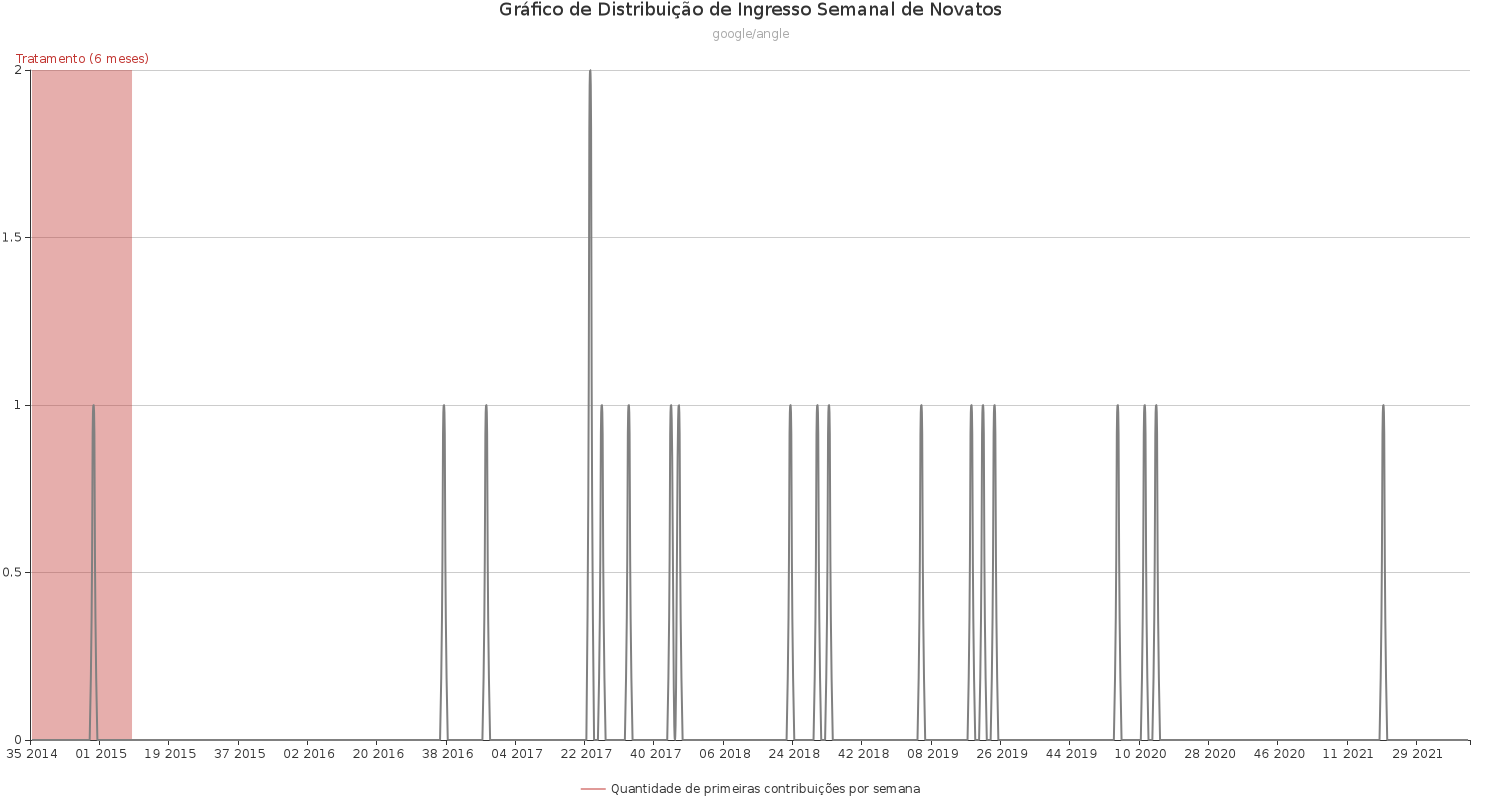 Gráfico de Distribuição de Ingresso Semanal de Novatos
google/angle
Tratamento (6 meses)
2
1.5
1
0.5
0
35 2014 01 2015 19 2015 37 2015 02 2016 20 2016 38 2016 04 2017 22 2017 40 2017 06 2018 24 2018 42 2018 08 2019 26 2019 44 2019 10 2020 28 2020 46 2020 11 2021 29 2021
Quantidade de primeiras contribuições por semana